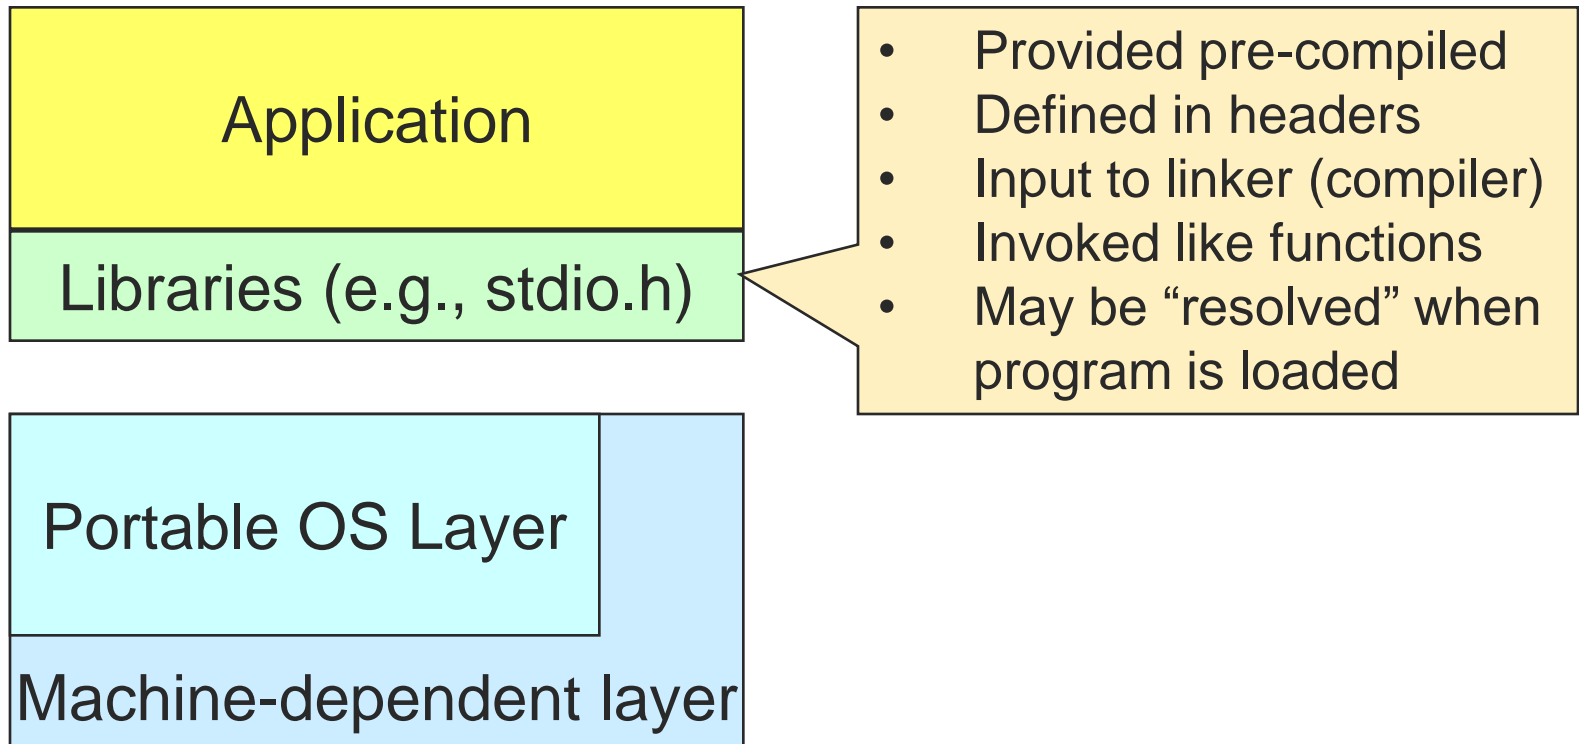 Application
Libraries (e.g., stdio.h)
• Provided pre-compiled
• Defined in headers
• Input to linker (compiler)
• Invoked like functions
• May be “resolved” when
program is loaded
Portable OS Layer
Machine-dependent layer